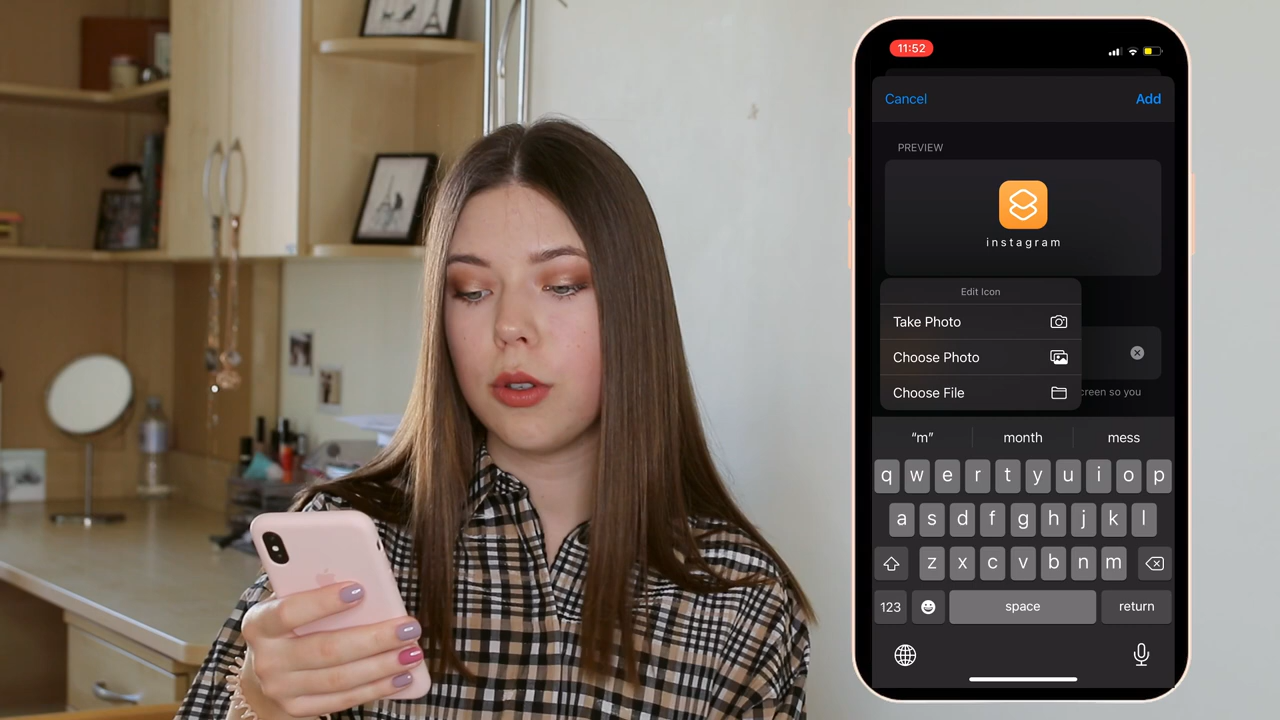 11:52
Cancel
Add
PREVIEW
instagram
Edit Icon
Take Photo
Choose Photo
Choose File
creen so you
“m” month mess
q w e r t y u i o p
a s d f g h j k l
z x c v b n m
123 space return